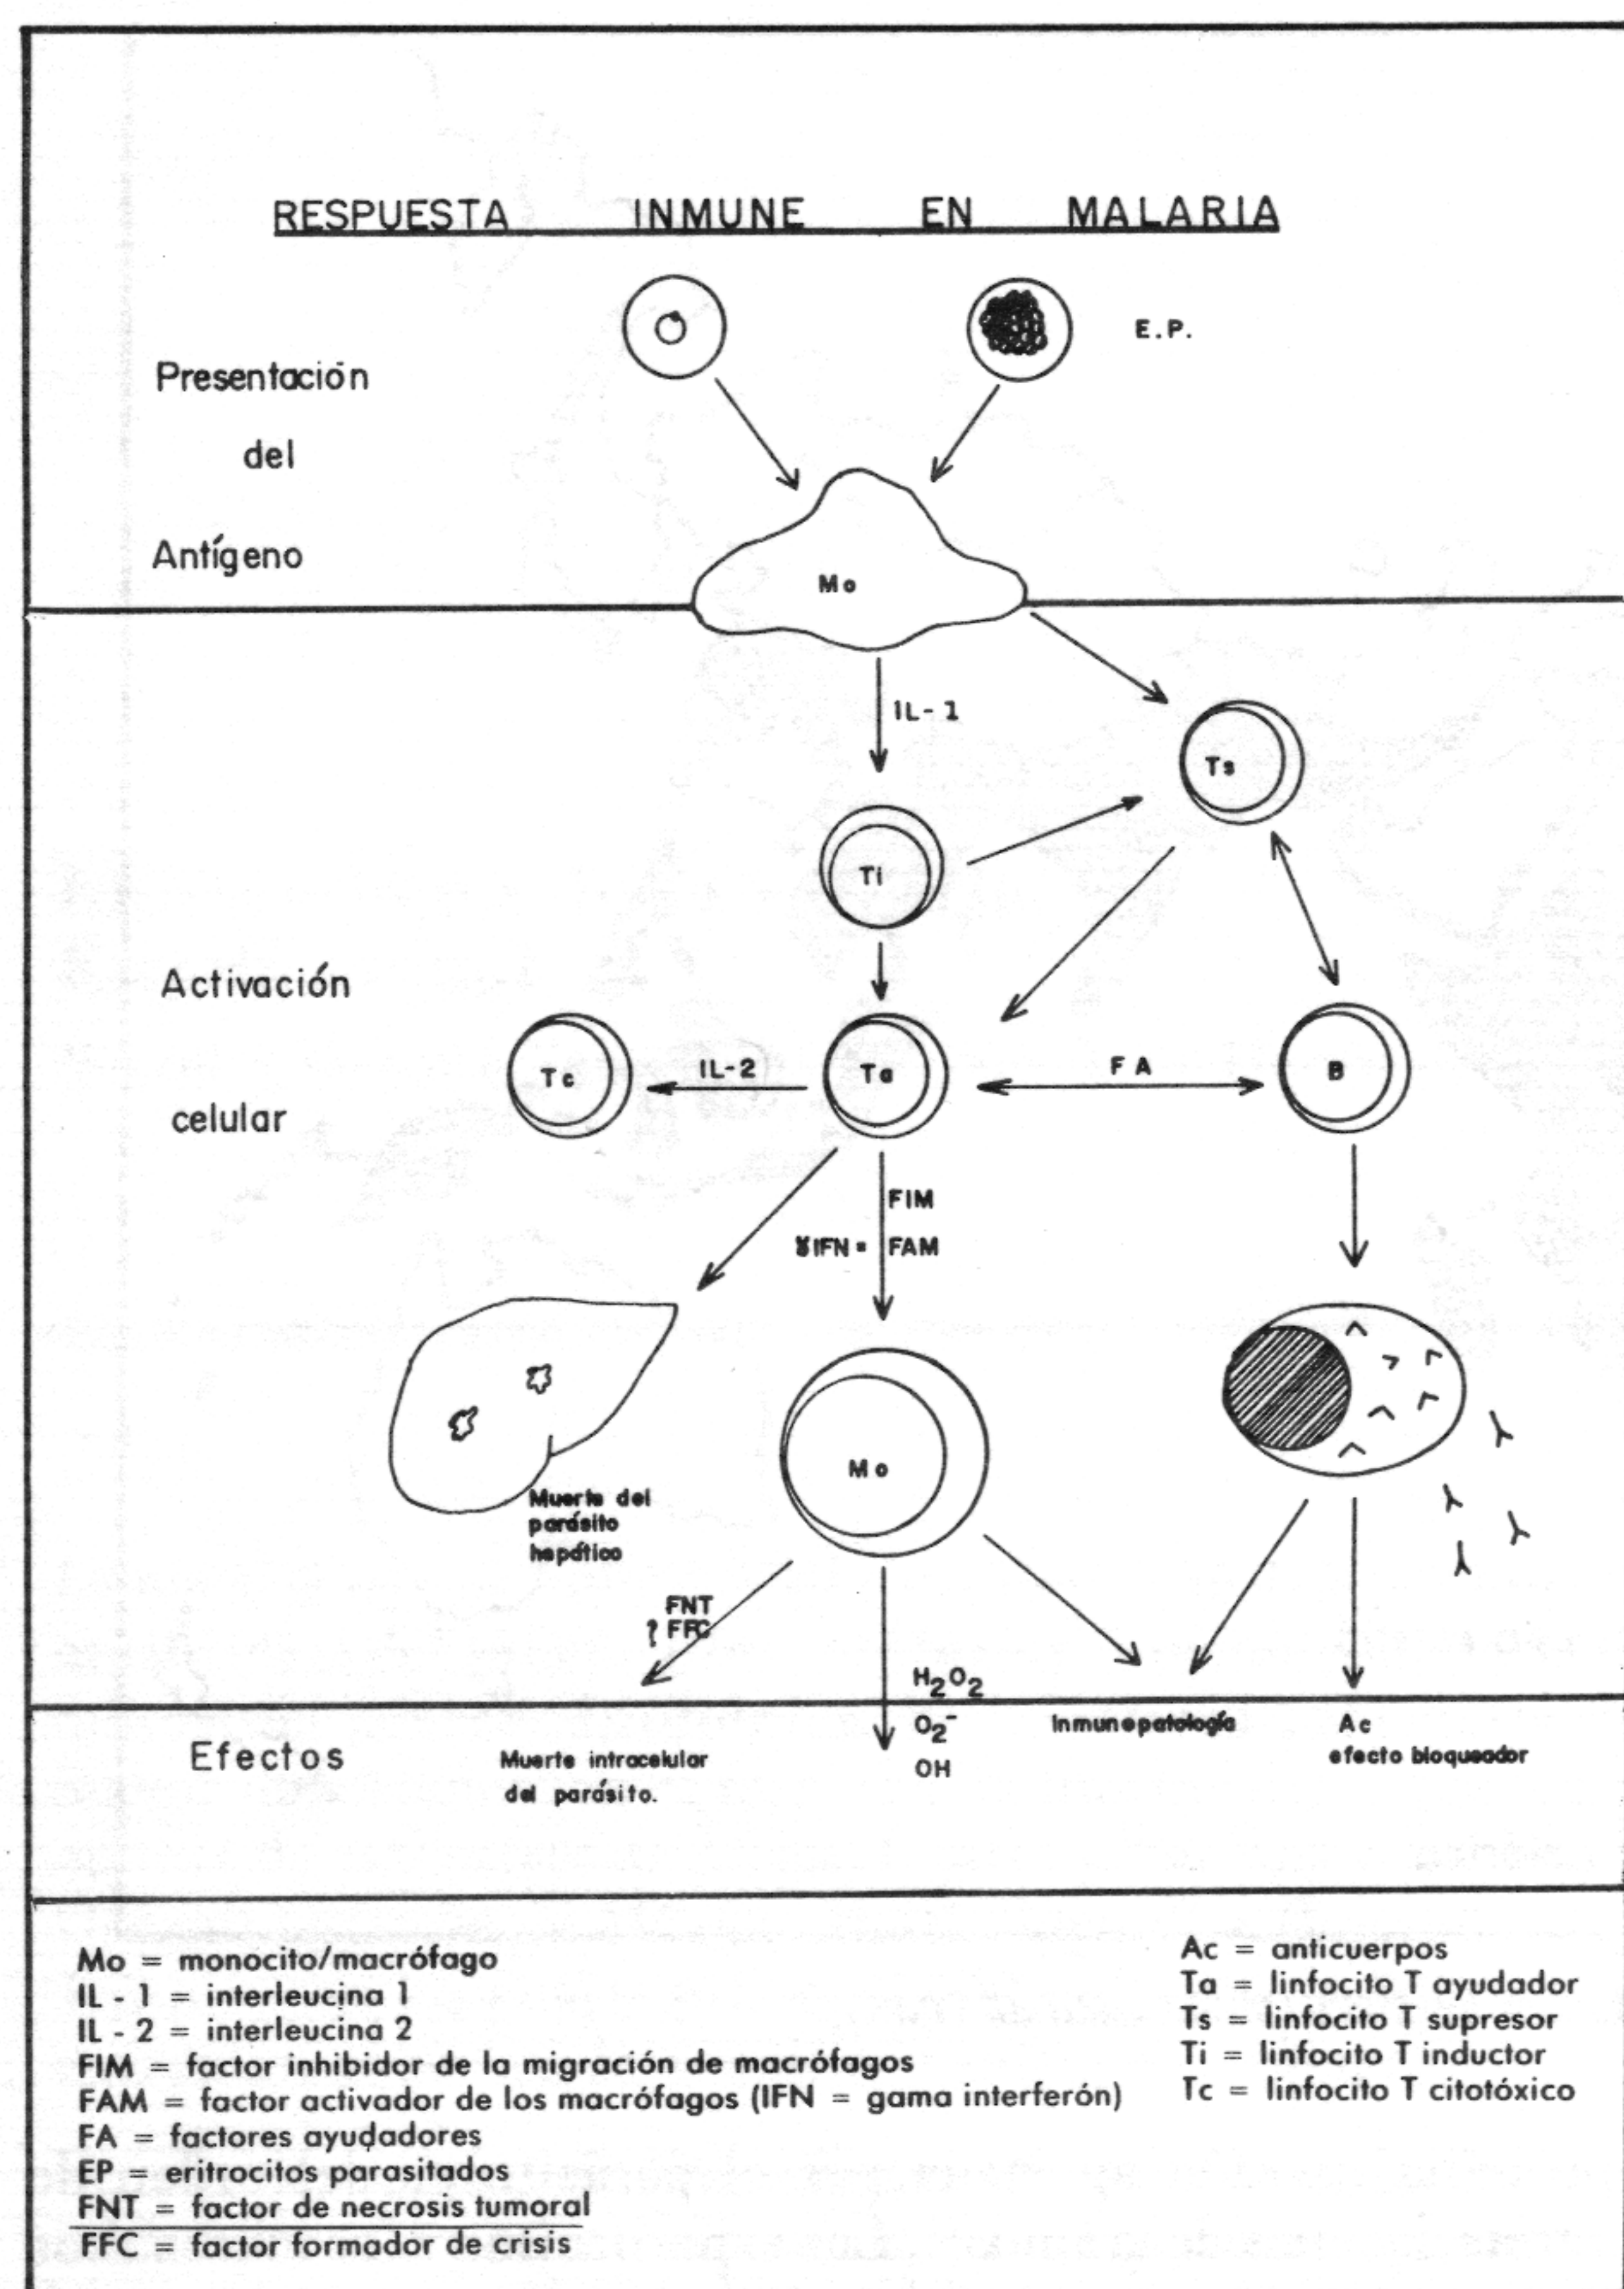 RESPUESTA INMUNE EN MALARIA
E.P.
Presentación
del
Antígeno
Mo
IL-1
Ts
Ti
Activación
celular
Tc
IL-2
Ta
FA
B
FIM
γIFN = FAM
Mo
Muerte del
parásito
hepático
FNT
? FFC
H2O2
O2-
OH
Inmunopatología
Ac
efecto bloqueador
Efectos
Muerte intracelular
del parásito.
Mo = monocito/macrófago
IL - 1 = interleucina 1
IL - 2 = interleucina 2
FIM = factor inhibidor de la migración de macrófagos
FAM = factor activador de los macrófagos (IFN = gama interferón)
FA = factores ayudadores
EP = eritrocitos parasitados
FNT = factor de necrosis tumoral
FFC = factor formador de crisis
Ac = anticuerpos
Ta = linfocito T ayudador
Ts = linfocito T supresor
Ti = linfocito T inductor
Tc = linfocito T citotóxico